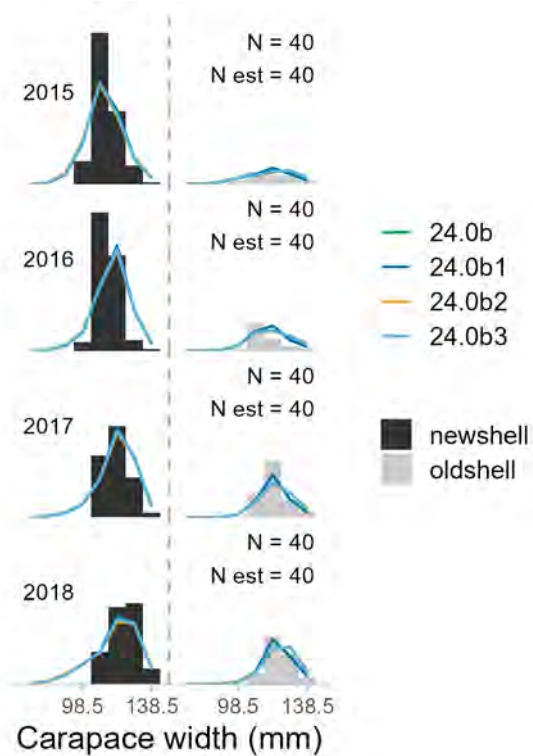 N = 40
N est = 40
2015
N = 40
N est = 40
2016
N = 40
N est = 40
2017
N = 40
N est = 40
2018
98.5 138.5 98.5 138.5
Carapace width (mm)
24.0b
24.0b1
24.0b2
24.0b3
newshell
oldshell